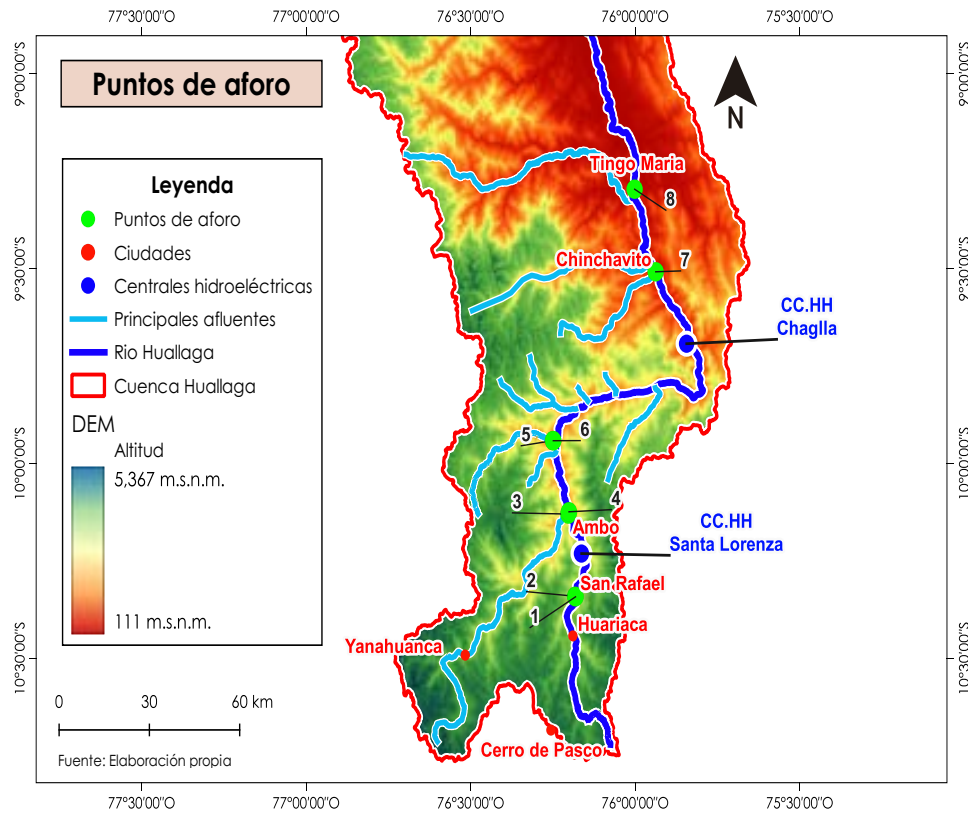 77°30'00"O 77°00'00"O 76°30'00"O 76°00'00"O 75°30'00"O
Puntos de aforo
Leyenda
Puntos de aforo
Ciudades
Centrales hidroeléctricas
Principales afluentes
Rio Huallaga
Cuenca Huallaga
DEM
Altitud
5,367 m.s.n.m.
111 m.s.n.m.
0 30 60 km
Fuente: Elaboración propia
N
Tingo Maria
8
Chinchavito
7
CC.HH
Chaglla
5
6
3
4
Ambo
CC.HH
Santa Lorenza
2
San Rafael
1
Huariaca
Yanahuanca
Cerro de Pasco
9°00'00"S
9°30'00"S
10°00'00"S
10°30'00"S
9°00'00"S
9°30'00"S
10°00'00"S
10°30'00"S
77°30'00"O 77°00'00"O 76°30'00"O 76°00'00"O 75°30'00"O